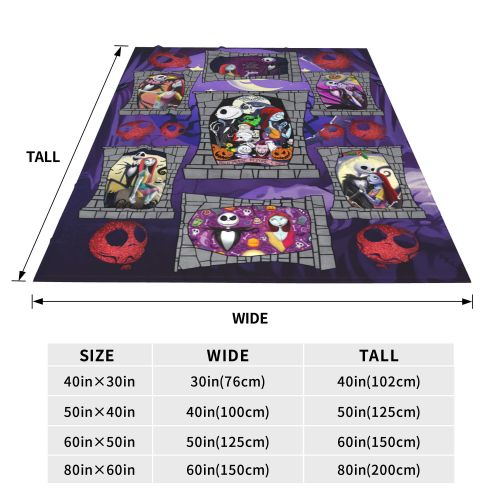 TALL
WIDE
SIZE WIDE TALL
40in×30in 30in(76cm) 40in(102cm)
50in×40in 40in(100cm) 50in(125cm)
60in×50in 50in(125cm) 60in(150cm)
80in×60in 60in(150cm) 80in(200cm)